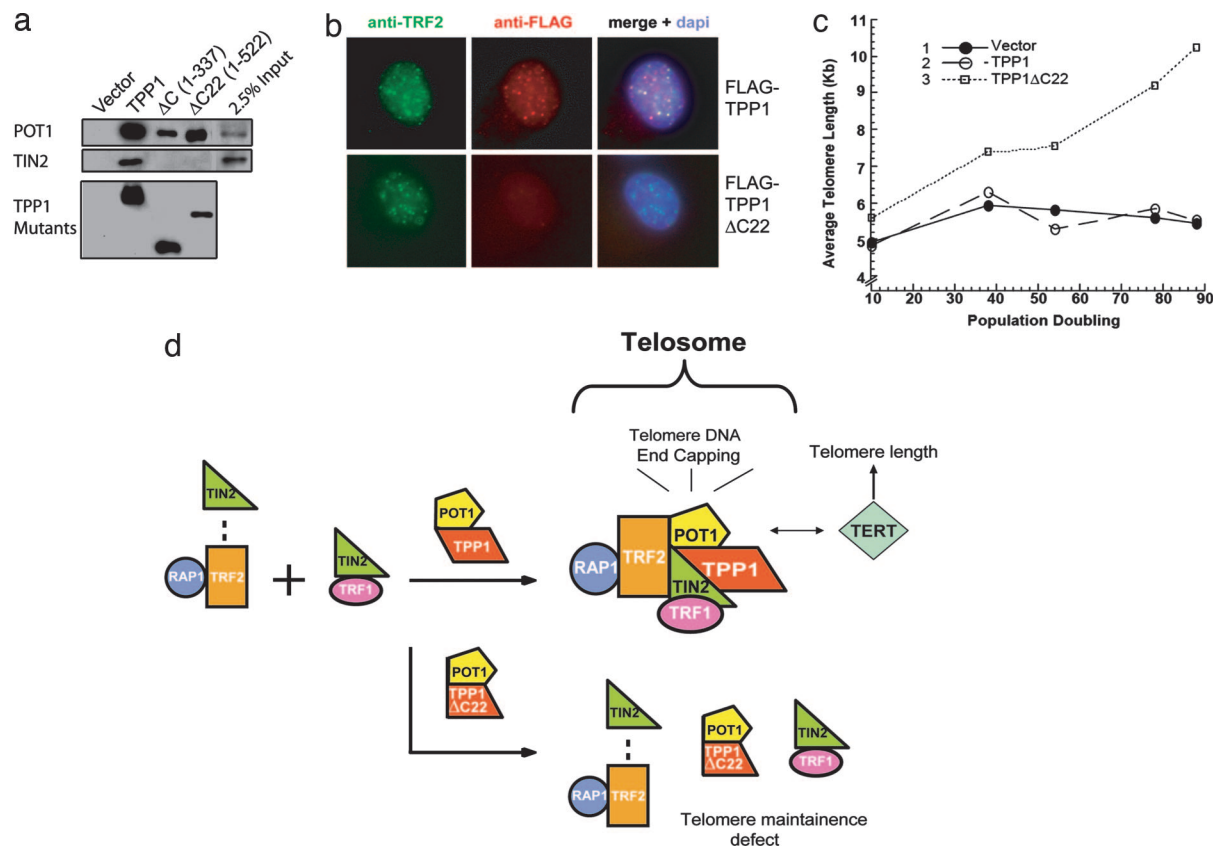 a
Vector
TPP1
ΔC (1-337)
ΔC22 (1-522)
2.5% Input
POT1
TIN2
TPP1
Mutants
b
anti-TRF2
anti-FLAG
merge + dapi
FLAG-
TPP1
FLAG-
TPP1
ΔC22
c
Average Telomere Length (Kb)
11
10
9
8
7
6
5
4
1 Vector
2 TPP1
3 TPP1ΔC22
10 20 30 40 50 60 70 80 90
Population Doubling
d
Telosome
Telomere DNA
End Capping
Telomere length
TIN2
RAP1
TRF2
+
TIN2
TRF1
POT1
TPP1
RAP1
TRF2
POT1
TPP1
TIN2
TRF1
TERT
POT1
TPP1
ΔC22
TIN2
RAP1
TRF2
POT1
TPP1
ΔC22
TIN2
TRF1
Telomere maintainence
defect